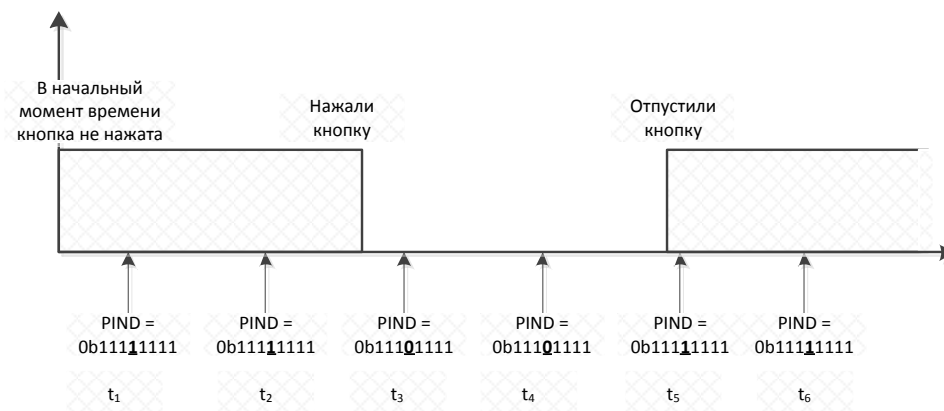 В начальный
момент времени
кнопка не нажата
Нажали
кнопку
Отпустили
кнопку
PIND =
0b11111111
t₁
PIND =
0b11111111
t₂
PIND =
0b11101111
t₃
PIND =
0b11101111
t₄
PIND =
0b11111111
t₅
PIND =
0b11111111
t₆